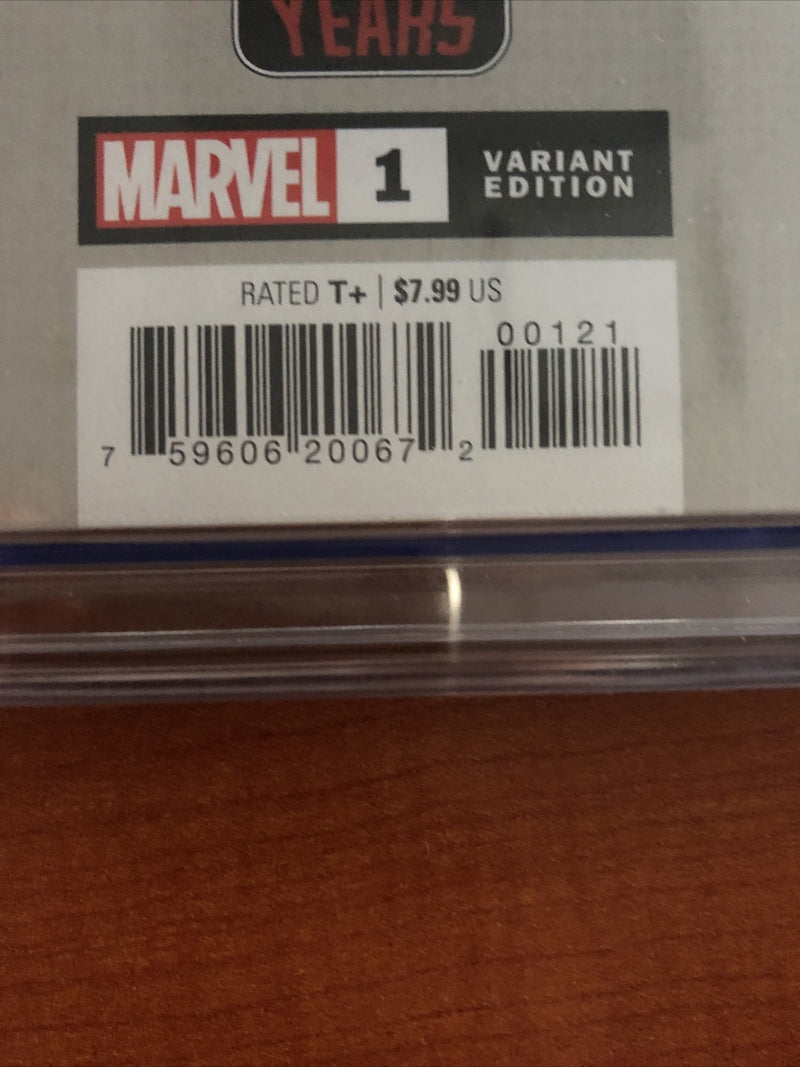 YEARS
MARVEL 1 VARIANT EDITION
RATED T+ | $7.99 US
00121
7 59606 20067 2